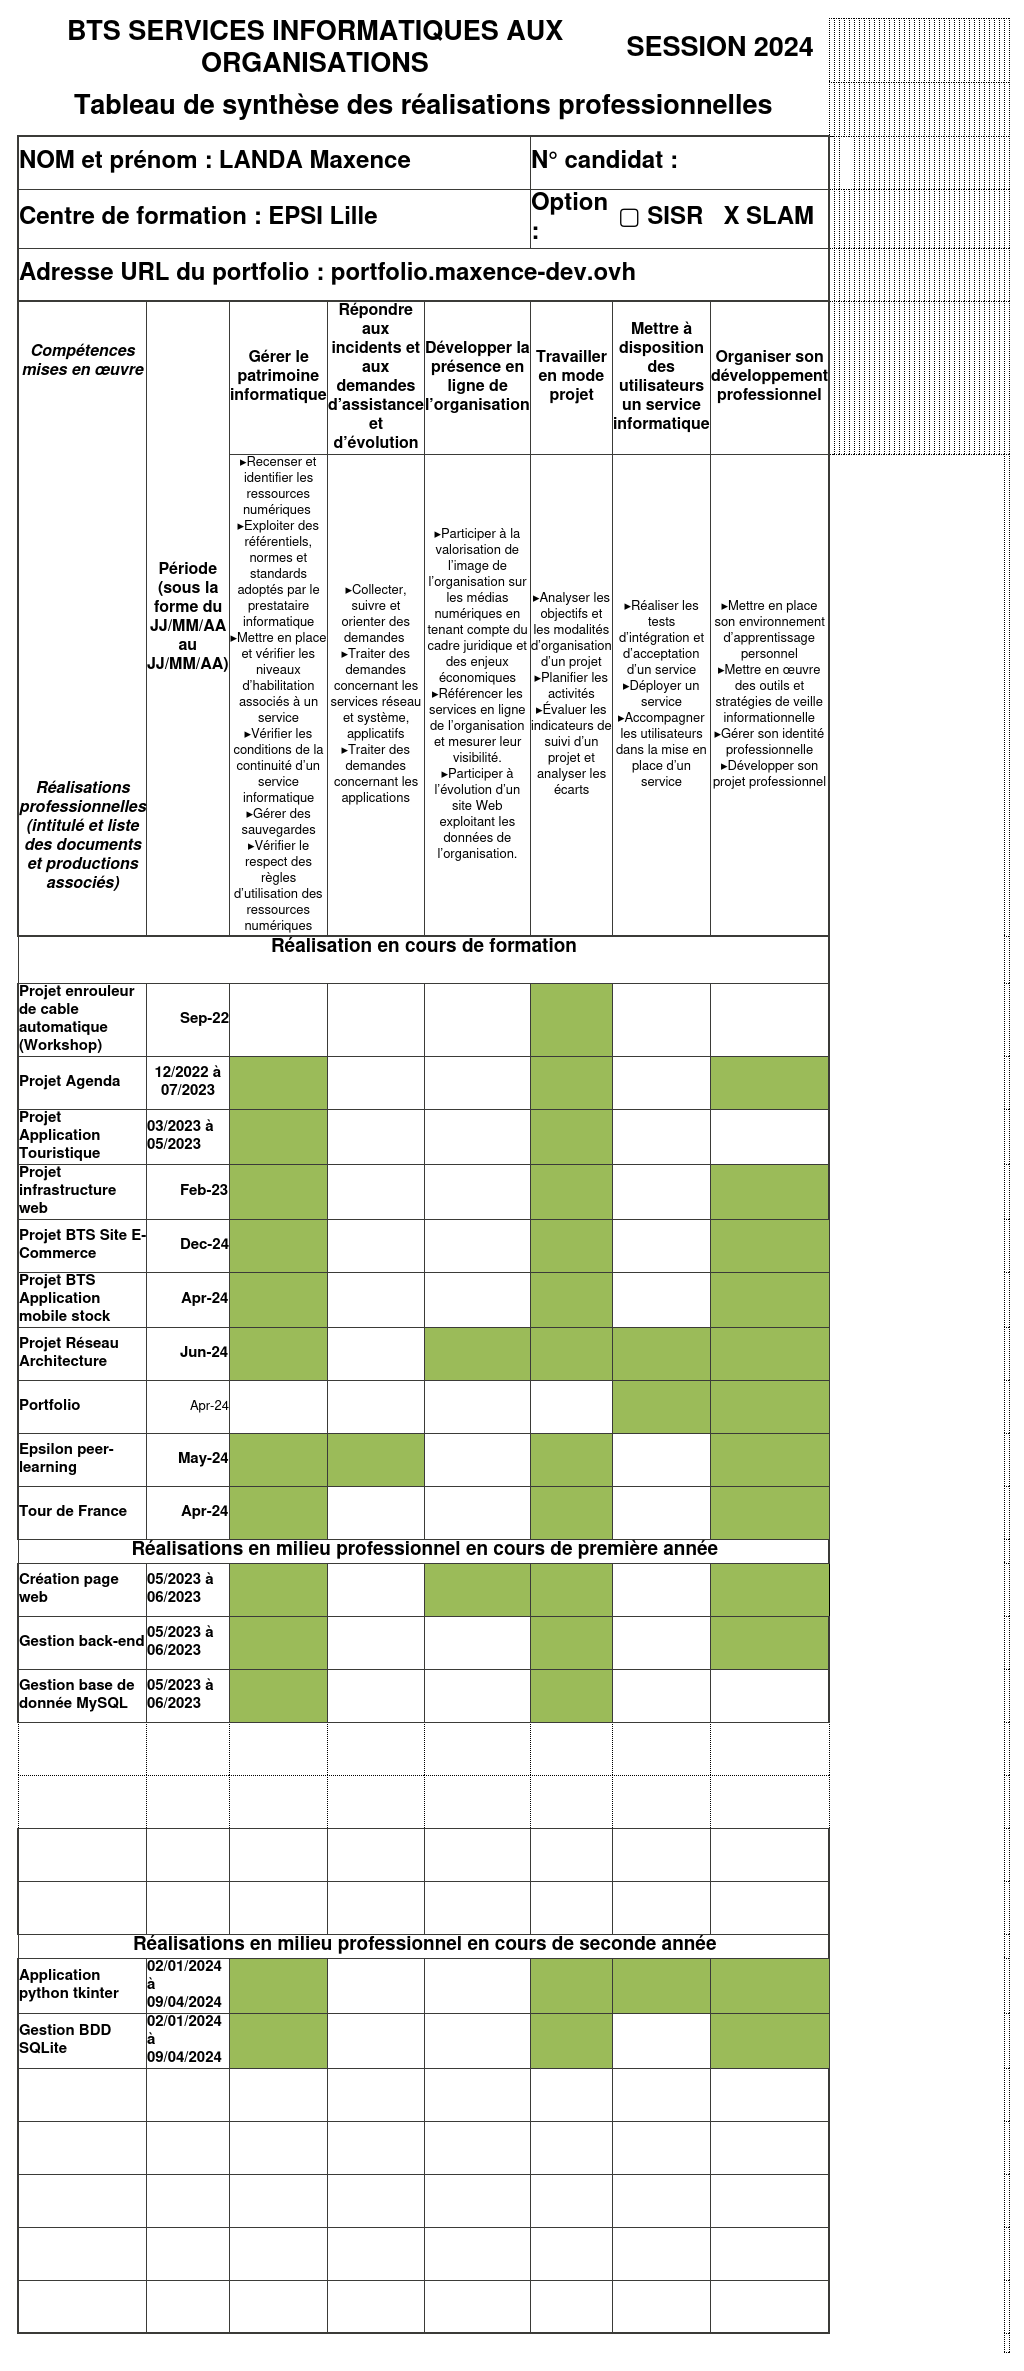 BTS SERVICES INFORMATIQUES AUX
ORGANISATIONS
SESSION 2024
Tableau de synthèse des réalisations professionnelles
NOM et prénom : LANDA Maxence
N° candidat :
Centre de formation : EPSI Lille
Option
:
▢ SISR X SLAM
Adresse URL du portfolio : portfolio.maxence-dev.ovh
Compétences
mises en œuvre
Réalisations
professionnelles
(intitulé et liste
des documents
et productions
associés)
Période
(sous la
forme du
JJ/MM/AA
au
JJ/MM/AA)
Gérer le
patrimoine
informatique
Répondre
aux
incidents et
aux
demandes
d’assistance
et
d’évolution
Développer la
présence en
ligne de
l’organisation
Travailler
en mode
projet
Mettre à
disposition
des
utilisateurs
un service
informatique
Organiser son
développement
professionnel
▸Recenser et
identifier les
ressources
numériques
▸Exploiter des
référentiels,
normes et
standards
adoptés par le
prestataire
informatique
▸Mettre en place
et vérifier les
niveaux
d’habilitation
associés à un
service
▸Vérifier les
conditions de la
continuité d’un
service
informatique
▸Gérer des
sauvegardes
▸Vérifier le
respect des
règles
d’utilisation des
ressources
numériques
▸Collecter,
suivre et
orienter des
demandes
▸Traiter des
demandes
concernant les
services réseau
et système,
applicatifs
▸Traiter des
demandes
concernant les
applications
▸Participer à la
valorisation de
l’image de
l’organisation sur
les médias
numériques en
tenant compte du
cadre juridique et
des enjeux
économiques
▸Référencer les
services en ligne
de l’organisation
et mesurer leur
visibilité.
▸Participer à
l’évolution d’un
site Web
exploitant les
données de
l’organisation.
▸Analyser les
objectifs et
les modalités
d’organisation
d’un projet
▸Planifier les
activités
▸Évaluer les
indicateurs de
suivi d’un
projet et
analyser les
écarts
▸Réaliser les
tests
d’intégration et
d’acceptation
d’un service
▸Déployer un
service
▸Accompagner
les utilisateurs
dans la mise en
place d’un
service
▸Mettre en place
son environnement
d’apprentissage
personnel
▸Mettre en œuvre
des outils et
stratégies de veille
informationnelle
▸Gérer son identité
professionnelle
▸Développer son
projet professionnel
Réalisation en cours de formation
Projet enrouleur
de cable
automatique
(Workshop)
Sep-22
Projet Agenda
12/2022 à
07/2023
Projet
Application
Touristique
03/2023 à
05/2023
Projet
infrastructure
web
Feb-23
Projet BTS Site E-
Commerce
Dec-24
Projet BTS
Application
mobile stock
Apr-24
Projet Réseau
Architecture
Jun-24
Portfolio
Apr-24
Epsilon peer-
learning
May-24
Tour de France
Apr-24
Réalisations en milieu professionnel en cours de première année
Création page
web
05/2023 à
06/2023
Gestion back-end
05/2023 à
06/2023
Gestion base de
donnée MySQL
05/2023 à
06/2023
Réalisations en milieu professionnel en cours de seconde année
Application
python tkinter
02/01/2024
à
09/04/2024
Gestion BDD
SQLite
02/01/2024
à
09/04/2024